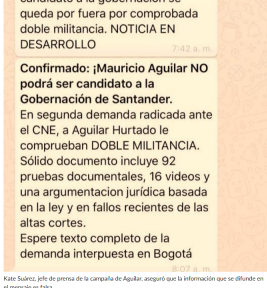 candidato a la gobernación se
queda por fuera por comprobada
doble militancia. NOTICIA EN
DESARROLLO
7:42 a. m.
Confirmado: ¡Mauricio Aguilar NO
podrá ser candidato a la
Gobernación de Santander.
En segunda demanda radicada ante
el CNE, a Aguilar Hurtado le
comprueban DOBLE MILITANCIA.
Sólido documento incluye 92
pruebas documentales, 16 videos y
una argumentacion jurídica basada
en la ley y en fallos recientes de las
altas cortes.
Espere texto completo de la
demanda interpuesta en Bogotá
8:07 a. m.
Kate Suárez, jefe de prensa de la campaña de Aguilar, aseguró que la información que se difunde en
el mensaje es falsa